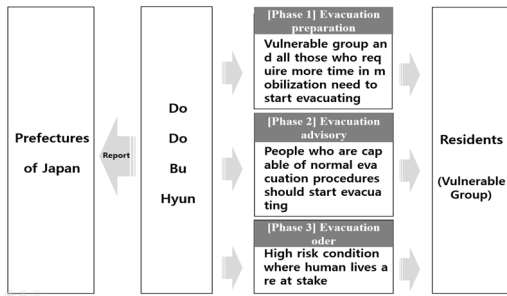 Prefectures
of Japan
Report
Do
Do
Bu
Hyun
[Phase 1] Evacuation
preparation
Vulnerable group an
d all those who req
uire more time in m
obilization need to
start evacuating
[Phase 2] Evacuation
advisory
People who are cap
able of normal eva
cuation procedures
should start evacua
ting
[Phase 3] Evacuation
oder
High risk condition
where human lives a
re at stake
Residents
(Vulnerable
Group)